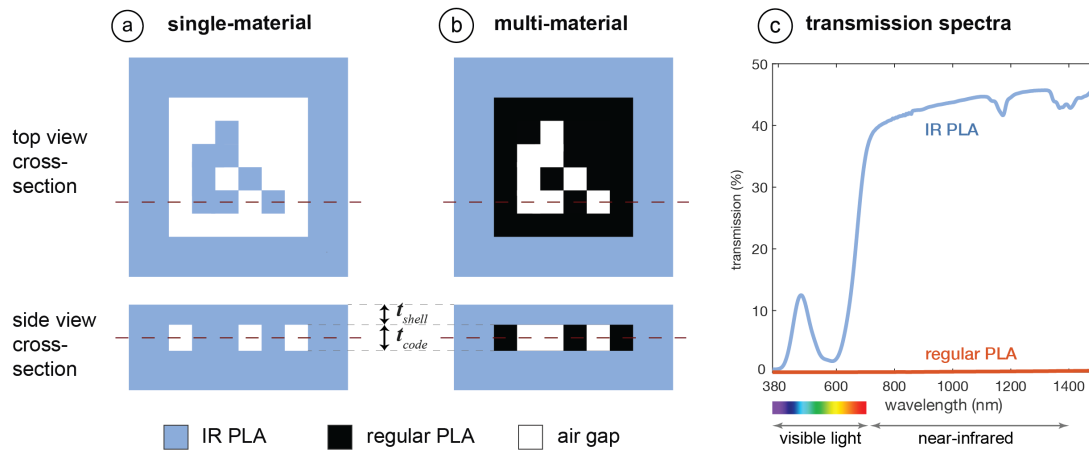 a single-material
b multi-material
c transmission spectra
top view
cross-
section
side view
cross-
section
t shell
t code
IR PLA
regular PLA
air gap
transmission (%)
50
40
30
20
10
0
IR PLA
regular PLA
380 600 800 1000 1200 1400
wavelength (nm)
visible light near-infrared